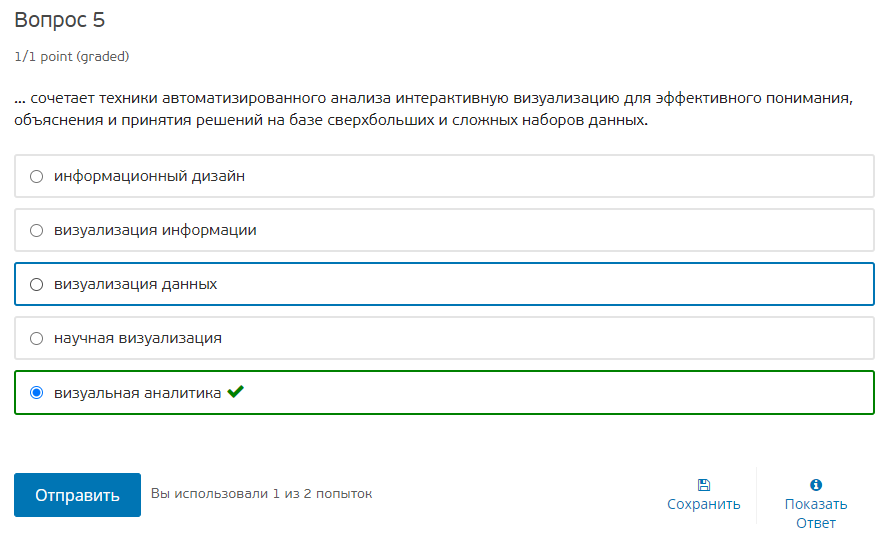 Вопрос 5
1/1 point (graded)
... сочетает техники автоматизированного анализа интерактивную визуализацию для эффективного понимания,
объяснения и принятия решений на базе сверхбольших и сложных наборов данных.
информационный дизайн
визуализация информации
визуализация данных
научная визуализация
визуальная аналитика
Отправить
Вы использовали 1 из 2 попыток
Сохранить
Показать
Ответ